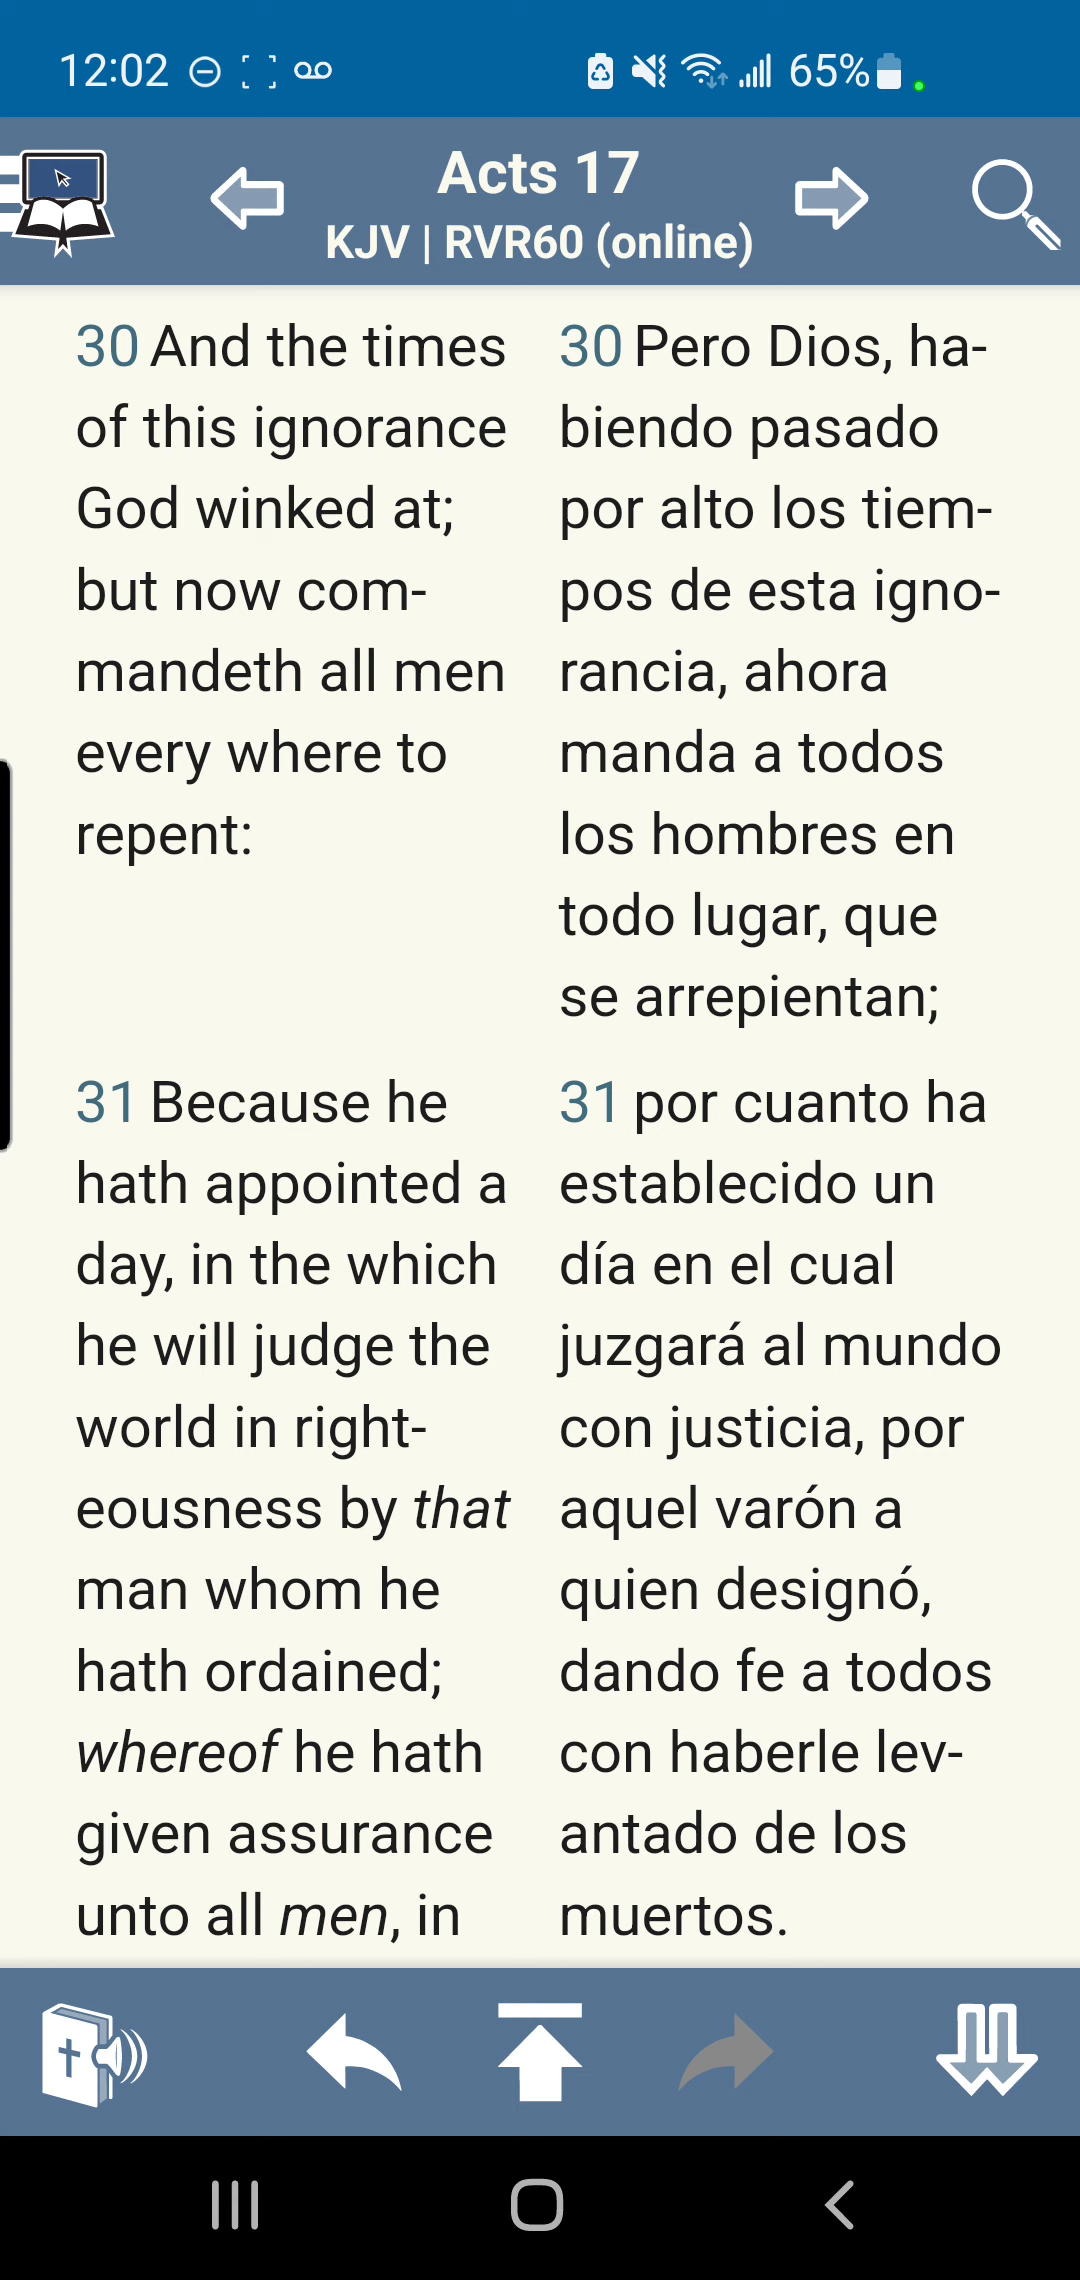 12:02
65%
Acts 17
KJV | RVR60 (online)
30 And the times
of this ignorance
God winked at;
but now com-
mandeth all men
every where to
repent:
30 Pero Dios, ha-
biendo pasado
por alto los tiem-
pos de esta igno-
rancia, ahora
manda a todos
los hombres en
todo lugar, que
se arrepientan;
31 Because he
hath appointed a
day, in the which
he will judge the
world in right-
eousness by that
man whom he
hath ordained;
whereof he hath
given assurance
unto all men, in
31 por cuanto ha
establecido un
día en el cual
juzgará al mundo
con justicia, por
aquel varón a
quien designó,
dando fe a todos
con haberle lev-
antado de los
muertos.